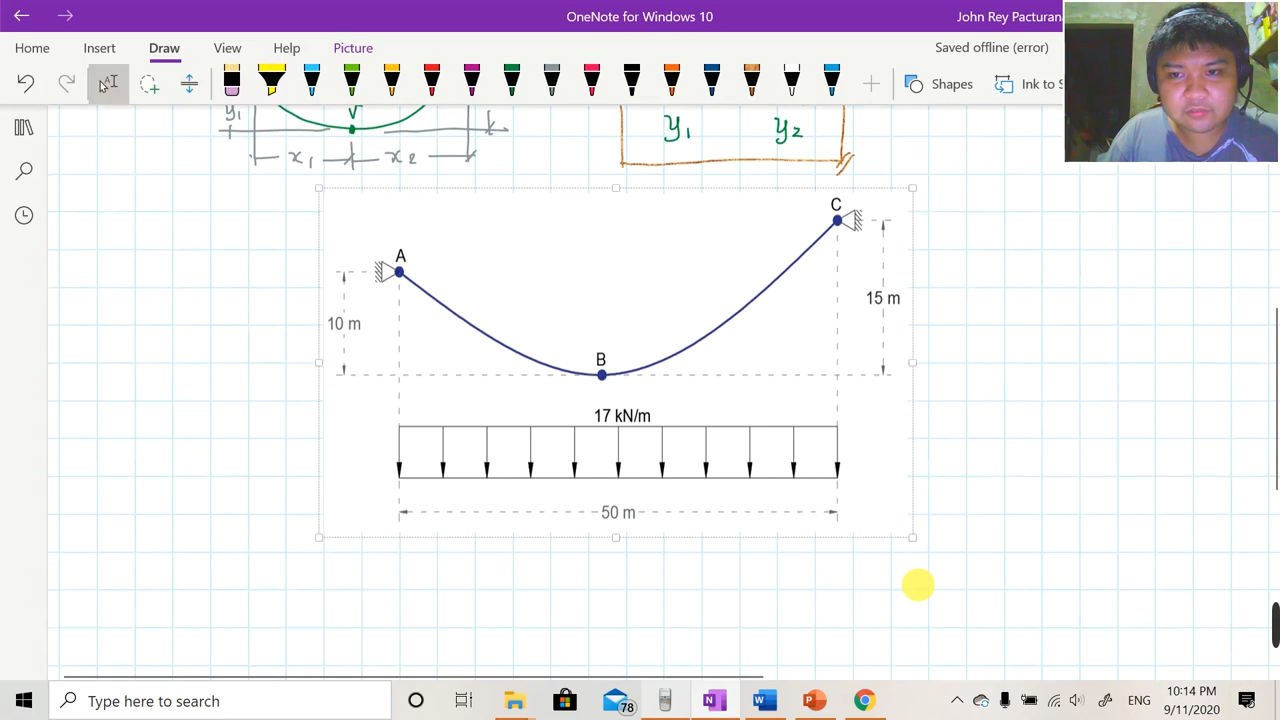 OneNote for Windows 10
John Rey Pacturan
Home Insert Draw View Help Picture
Saved offline (error)
Shapes
Ink to S
y₁
V
x₁
x₂
y₁ y₂
C
A
15 m
10 m
B
17 kN/m
50 m
Type here to search
78
ENG
10:14 PM
9/11/2020